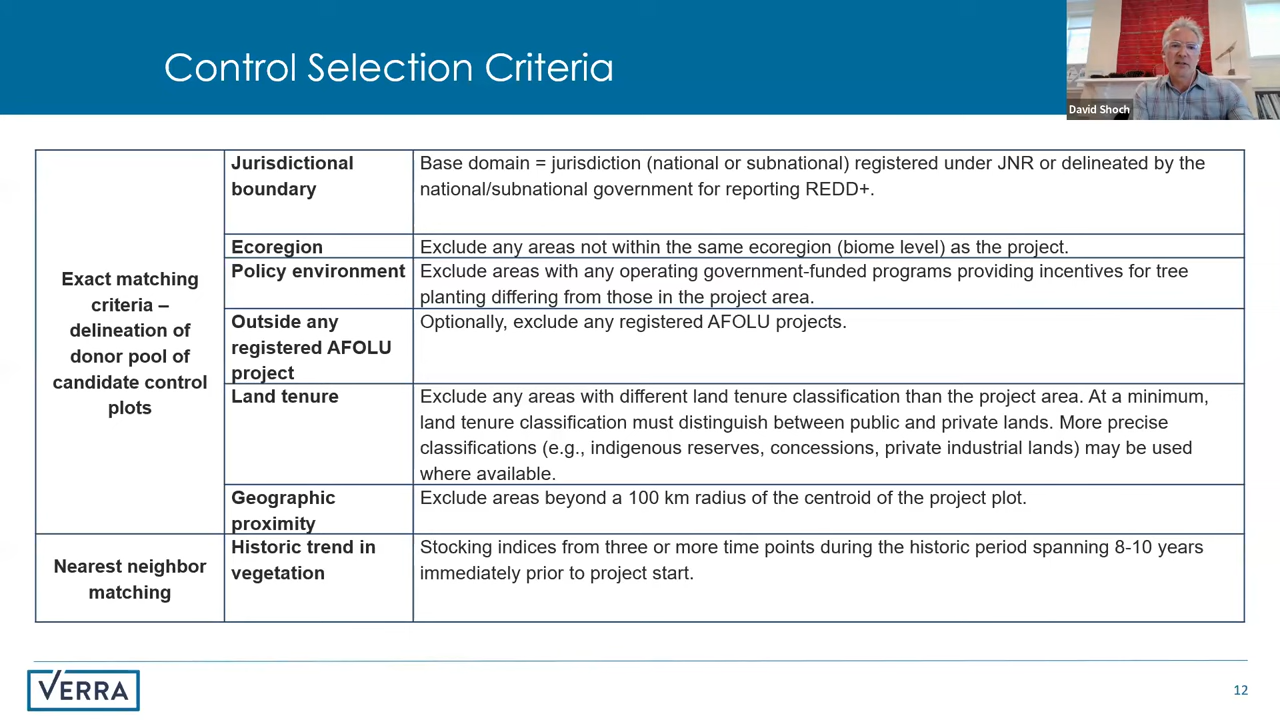 Control Selection Criteria
David Shoch
Exact matching
criteria –
delineation of
donor pool of
candidate control
plots
Jurisdictional
boundary
Base domain = jurisdiction (national or subnational) registered under JNR or delineated by the
national/subnational government for reporting REDD+.
Ecoregion
Exclude any areas not within the same ecoregion (biome level) as the project.
Policy environment
Exclude areas with any operating government-funded programs providing incentives for tree
planting differing from those in the project area.
Outside any
registered AFOLU
project
Optionally, exclude any registered AFOLU projects.
Land tenure
Exclude any areas with different land tenure classification than the project area. At a minimum,
land tenure classification must distinguish between public and private lands. More precise
classifications (e.g., indigenous reserves, concessions, private industrial lands) may be used
where available.
Geographic
proximity
Exclude areas beyond a 100 km radius of the centroid of the project plot.
Nearest neighbor
matching
Historic trend in
vegetation
Stocking indices from three or more time points during the historic period spanning 8-10 years
immediately prior to project start.
VERRA
12